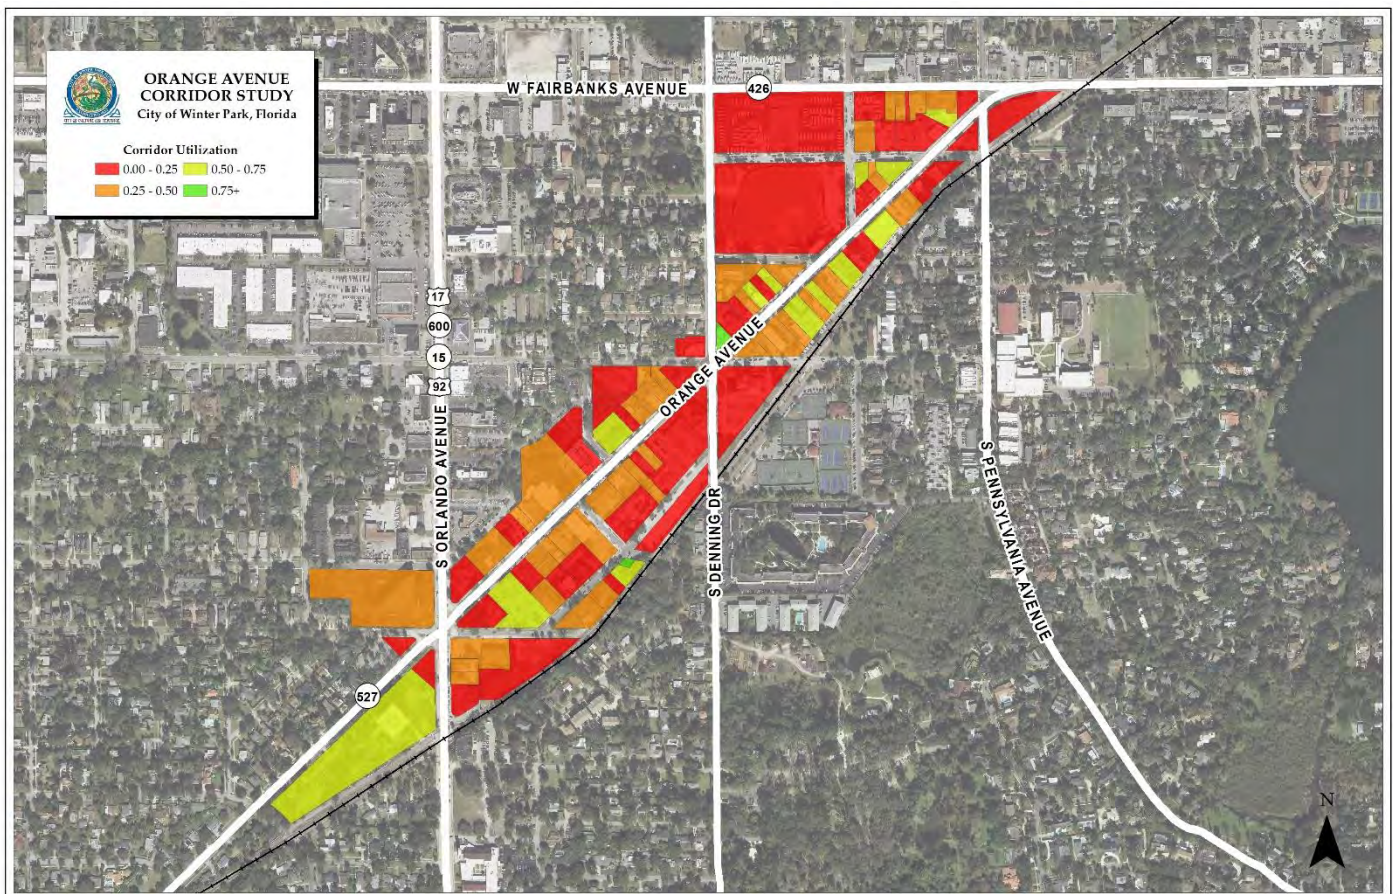 ORANGE AVENUE
CORRIDOR STUDY
City of Winter Park, Florida
Corridor Utilization
0.00 - 0.25
0.50 - 0.75
0.25 - 0.50
0.75+
W FAIRBANKS AVENUE
426
17
600
15
92
S ORLANDO AVENUE
ORANGE AVENUE
S DENNING DR
S PENNSYLVANIA AVENUE
527
N